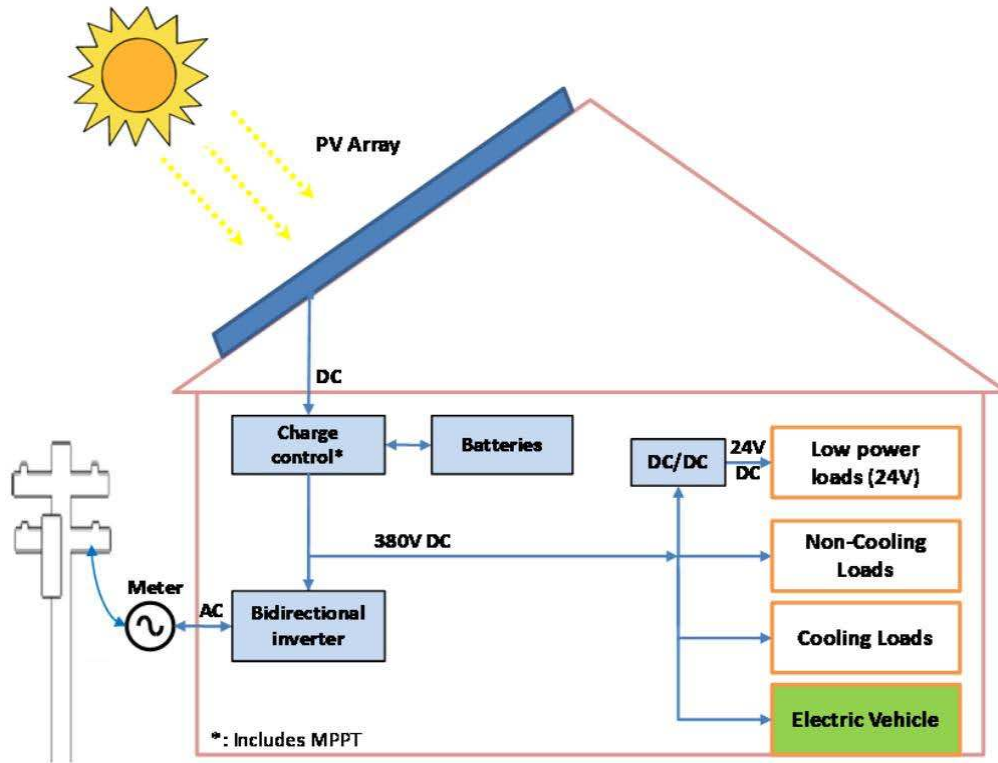 PV Array
DC
Charge
control*
Batteries
DC/DC
24V
DC
Low power
loads (24V)
380V DC
Non-Cooling
Loads
Meter
AC
Bidirectional
inverter
Cooling Loads
Electric Vehicle
*: Includes MPPT